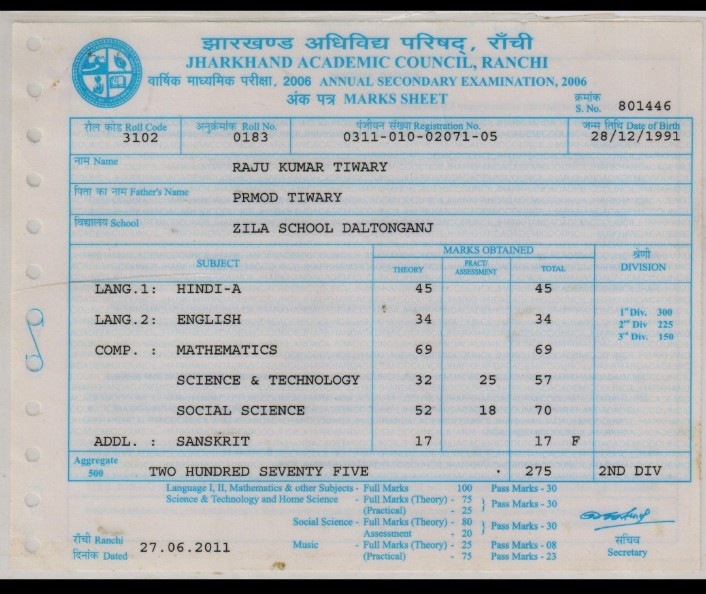 झारखण्ड अधिविद्य परिषद्, राँची
JHARKHAND ACADEMIC COUNCIL, RANCHI
वार्षिक माध्यमिक परीक्षा, 2006 ANNUAL SECONDARY EXAMINATION, 2006
अंक पत्र MARKS SHEET
क्रमांक
S. No. 801446
रौल कोड Roll Code अनुक्रमांक Roll No. पंजीयन संख्या Registration No. जन्म तिथि Date of Birth
3102 0183 0311-010-02071-05 28/12/1991
नाम Name RAJU KUMAR TIWARY
पिता का नाम Father's Name PRMOD TIWARY
विद्यालय School ZILA SCHOOL DALTONGANJ
SUBJECT MARKS OBTAINED श्रेणी DIVISION
THEORY PRACT/ASSESSMENT TOTAL
LANG.1: HINDI-A 45 45
LANG.2: ENGLISH 34 34
1st Div. 300
2nd Div 225
3rd Div. 150
COMP. : MATHEMATICS 69 69
SCIENCE & TECHNOLOGY 32 25 57
SOCIAL SCIENCE 52 18 70
ADDL. : SANSKRIT 17 17 F
Aggregate 500 TWO HUNDRED SEVENTY FIVE 275 2ND DIV
Language I, II, Mathematics & other Subjects - Full Marks 100 Pass Marks - 30
Science & Technology and Home Science - Full Marks (Theory) - 75 } Pass Marks - 30
(Practical) - 25
Social Science - Full Marks (Theory) - 80 } Pass Marks - 30
Assessment - 20
Music - Full Marks (Theory) - 25 Pass Marks - 08
(Practical) - 75 Pass Marks - 23
राँची Ranchi
दिनांक Dated 27.06.2011
सचिव
Secretary